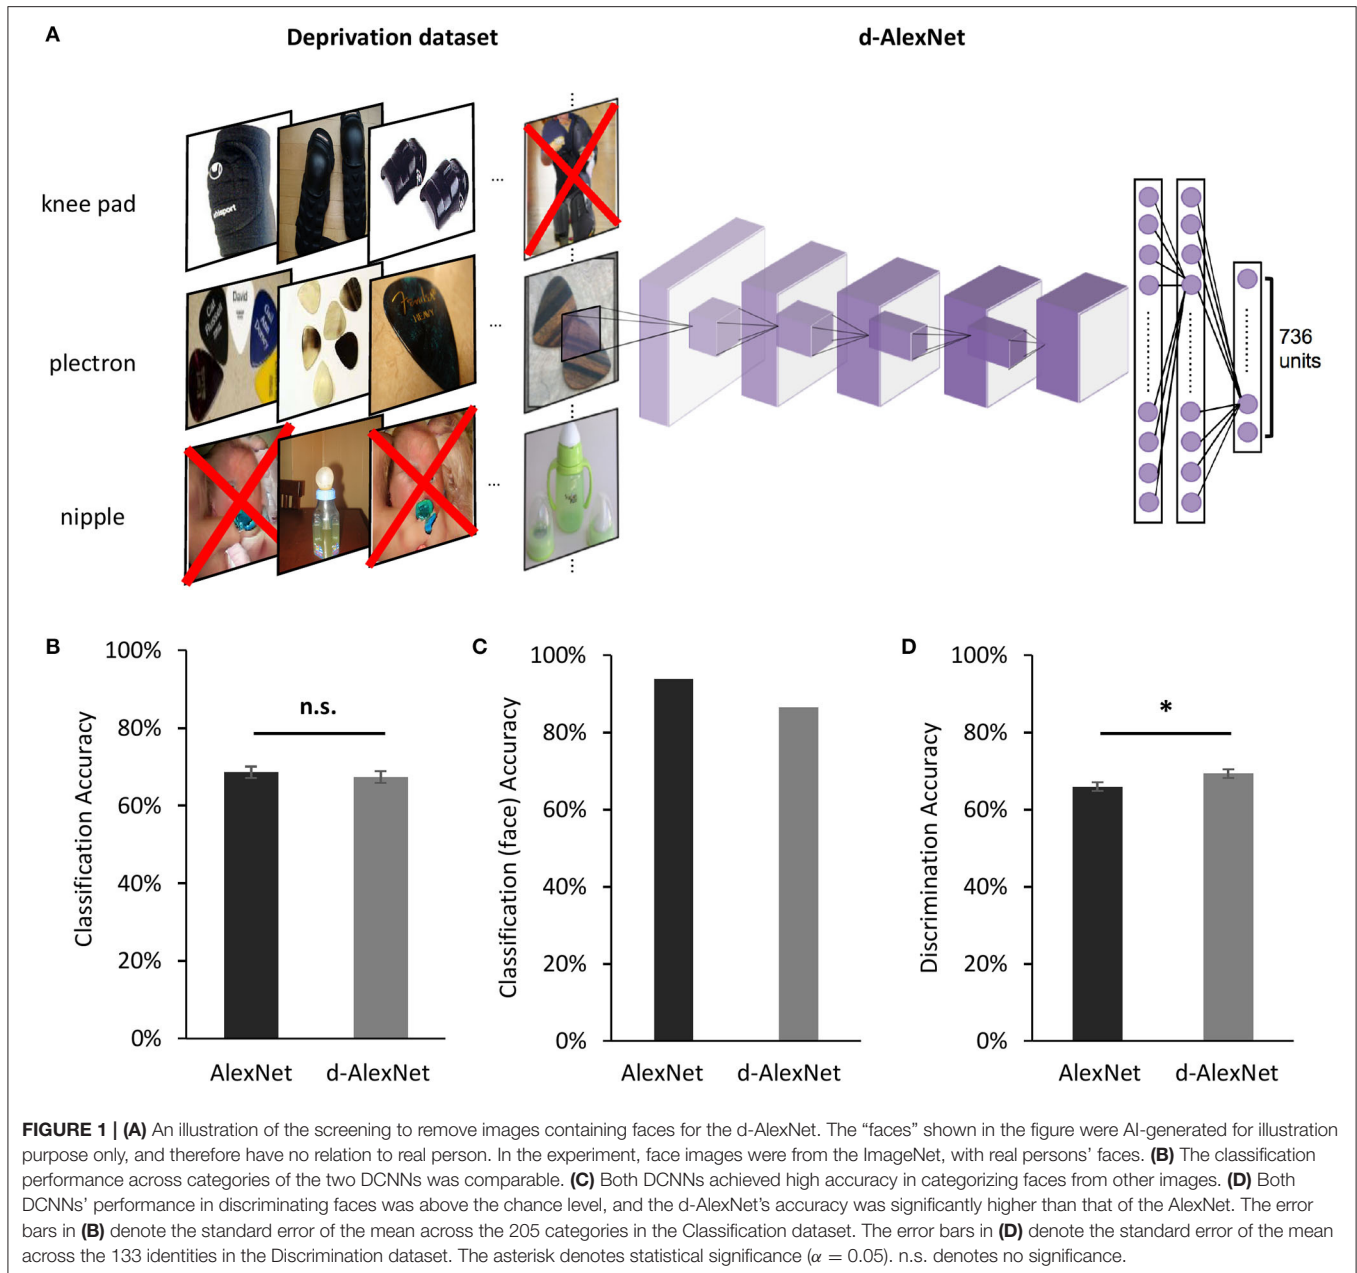 A
Deprivation dataset
d-AlexNet
knee pad
...
uhlsport
plectron
David
Fender
HEAVY
...
nipple
...
736
units
B
100%
80%
60%
40%
20%
0%
Classification Accuracy
n.s.
AlexNet
d-AlexNet
C
100%
80%
60%
40%
20%
0%
Classification (face) Accuracy
AlexNet
d-AlexNet
D
100%
80%
60%
40%
20%
0%
Discrimination Accuracy
*
AlexNet
d-AlexNet
FIGURE 1 | (A) An illustration of the screening to remove images containing faces for the d-AlexNet. The “faces” shown in the figure were AI-generated for illustration
purpose only, and therefore have no relation to real person. In the experiment, face images were from the ImageNet, with real persons’ faces. (B) The classification
performance across categories of the two DCNNs was comparable. (C) Both DCNNs achieved high accuracy in categorizing faces from other images. (D) Both
DCNNs’ performance in discriminating faces was above the chance level, and the d-AlexNet’s accuracy was significantly higher than that of the AlexNet. The error
bars in (B) denote the standard error of the mean across the 205 categories in the Classification dataset. The error bars in (D) denote the standard error of the mean
across the 133 identities in the Discrimination dataset. The asterisk denotes statistical significance (α = 0.05). n.s. denotes no significance.